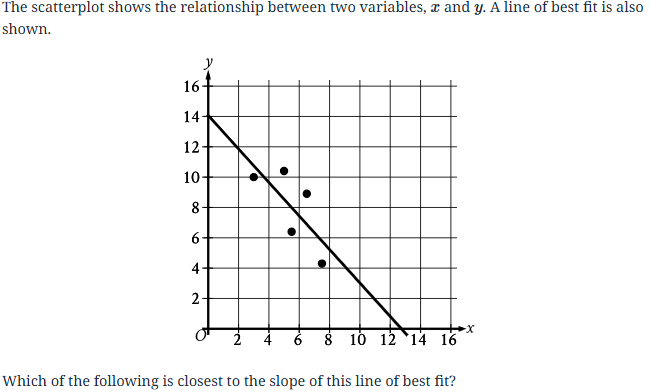 The scatterplot shows the relationship between two variables, x and y. A line of best fit is also
shown.
y
16
14
12
10
8
6
4
2
O 2 4 6 8 10 12 14 16 x
Which of the following is closest to the slope of this line of best fit?